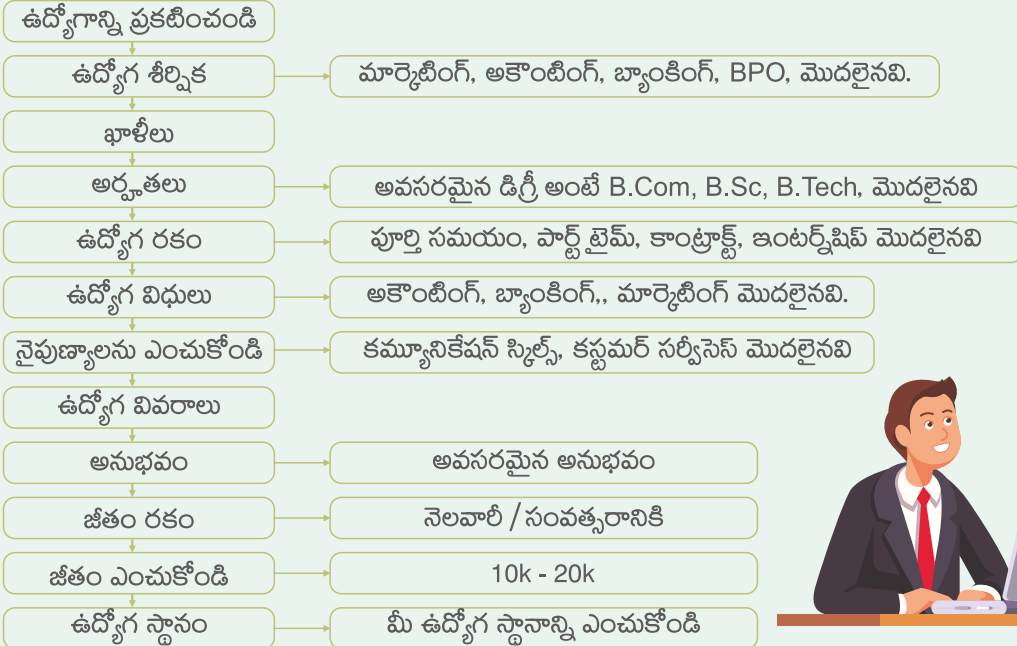 ఉద్యోగాన్ని ప్రకటించండి
ఉద్యోగ శీర్షిక
మార్కెటింగ్, అకౌంటింగ్, బ్యాంకింగ్, BPO, మొదలైనవి.
ఖాళీలు
అర్హతలు
అవసరమైన డిగ్రీ అంటే B.Com, B.Sc, B.Tech, మొదలైనవి
ఉద్యోగ రకం
పూర్తి సమయం, పార్ట్ టైమ్, కాంట్రాక్ట్, ఇంటర్న్‌షిప్ మొదలైనవి
ఉద్యోగ విధులు
అకౌంటింగ్, బ్యాంకింగ్,, మార్కెటింగ్ మొదలైనవి.
నైపుణ్యాలను ఎంచుకోండి
కమ్యూనికేషన్ స్కిల్స్, కస్టమర్ సర్వీసెస్ మొదలైనవి
ఉద్యోగ వివరాలు
అనుభవం
అవసరమైన అనుభవం
జీతం రకం
నెలవారీ / సంవత్సరానికి
జీతం ఎంచుకోండి
10k - 20k
ఉద్యోగ స్థానం
మీ ఉద్యోగ స్థానాన్ని ఎంచుకోండి